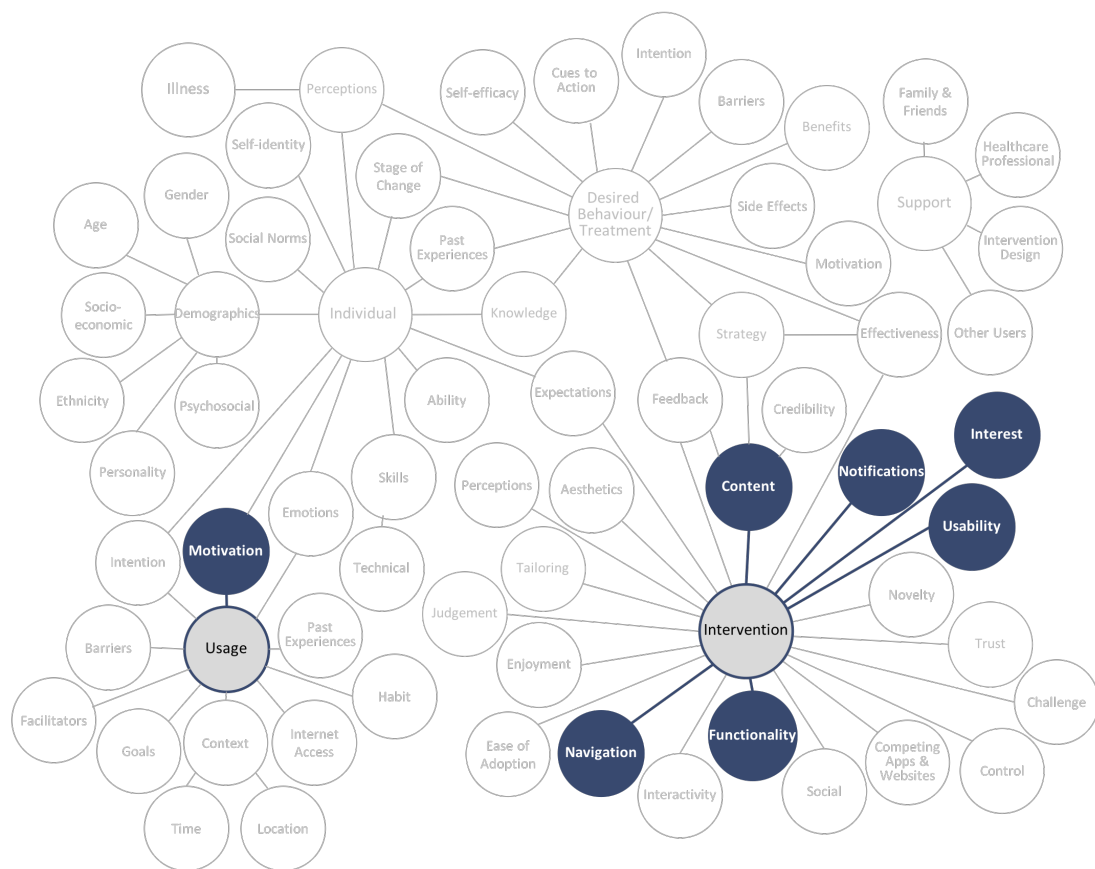 Illness
Perceptions
Self-efficacy
Cues to
Action
Intention
Barriers
Benefits
Family &
Friends
Healthcare
Professional
Self-identity
Stage of
Change
Gender
Age
Social Norms
Past
Experiences
Desired
Behaviour/
Treatment
Side Effects
Support
Intervention
Design
Motivation
Socio-
economic
Demographics
Individual
Knowledge
Strategy
Effectiveness
Other Users
Ethnicity
Psychosocial
Ability
Expectations
Feedback
Credibility
Interest
Personality
Skills
Perceptions
Aesthetics
Content
Notifications
Usability
Emotions
Motivation
Intention
Technical
Tailoring
Novelty
Judgement
Intervention
Trust
Barriers
Usage
Past
Experiences
Enjoyment
Habit
Challenge
Facilitators
Goals
Context
Internet
Access
Ease of
Adoption
Navigation
Functionality
Competing
Apps &
Websites
Control
Interactivity
Social
Time
Location